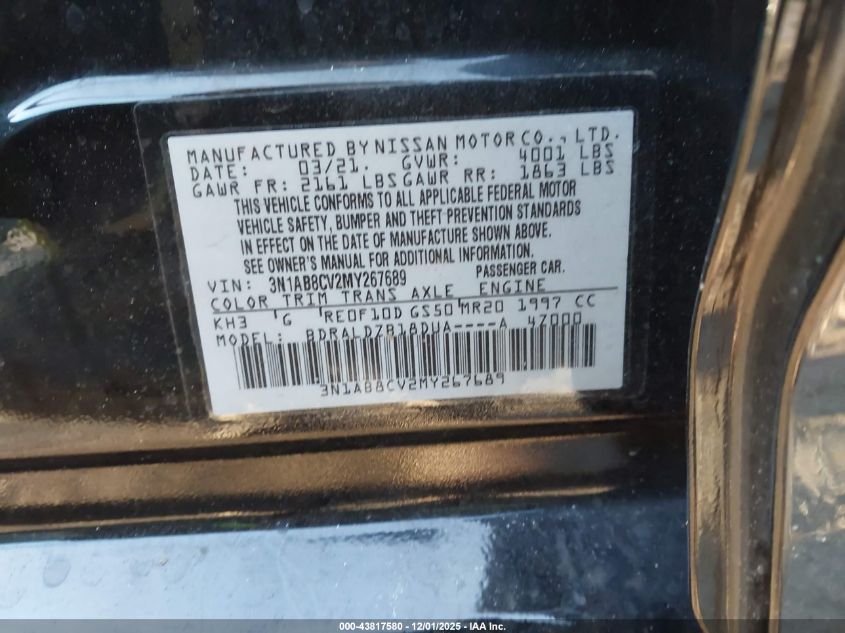 MANUFACTURED BY NISSAN MOTOR CO., LTD.
DATE: 03/21. GVWR: 4001 LBS
GAWR FR: 2161 LBS GAWR RR: 1863 LBS
THIS VEHICLE CONFORMS TO ALL APPLICABLE FEDERAL MOTOR
VEHICLE SAFETY, BUMPER AND THEFT PREVENTION STANDARDS
IN EFFECT ON THE DATE OF MANUFACTURE SHOWN ABOVE.
SEE OWNER'S MANUAL FOR ADDITIONAL INFORMATION.
VIN: 3N1AB8CV2MY267689 PASSENGER CAR.
COLOR TRIM TRANS AXLE ENGINE
KH3 'G 'RE0F10D GS50 MR20 1997 CC
MODEL: BDRALDZB18DUA----A 47000
3N1AB8CV2MY267689
000-43817580 - 12/01/2025 - IAA Inc.